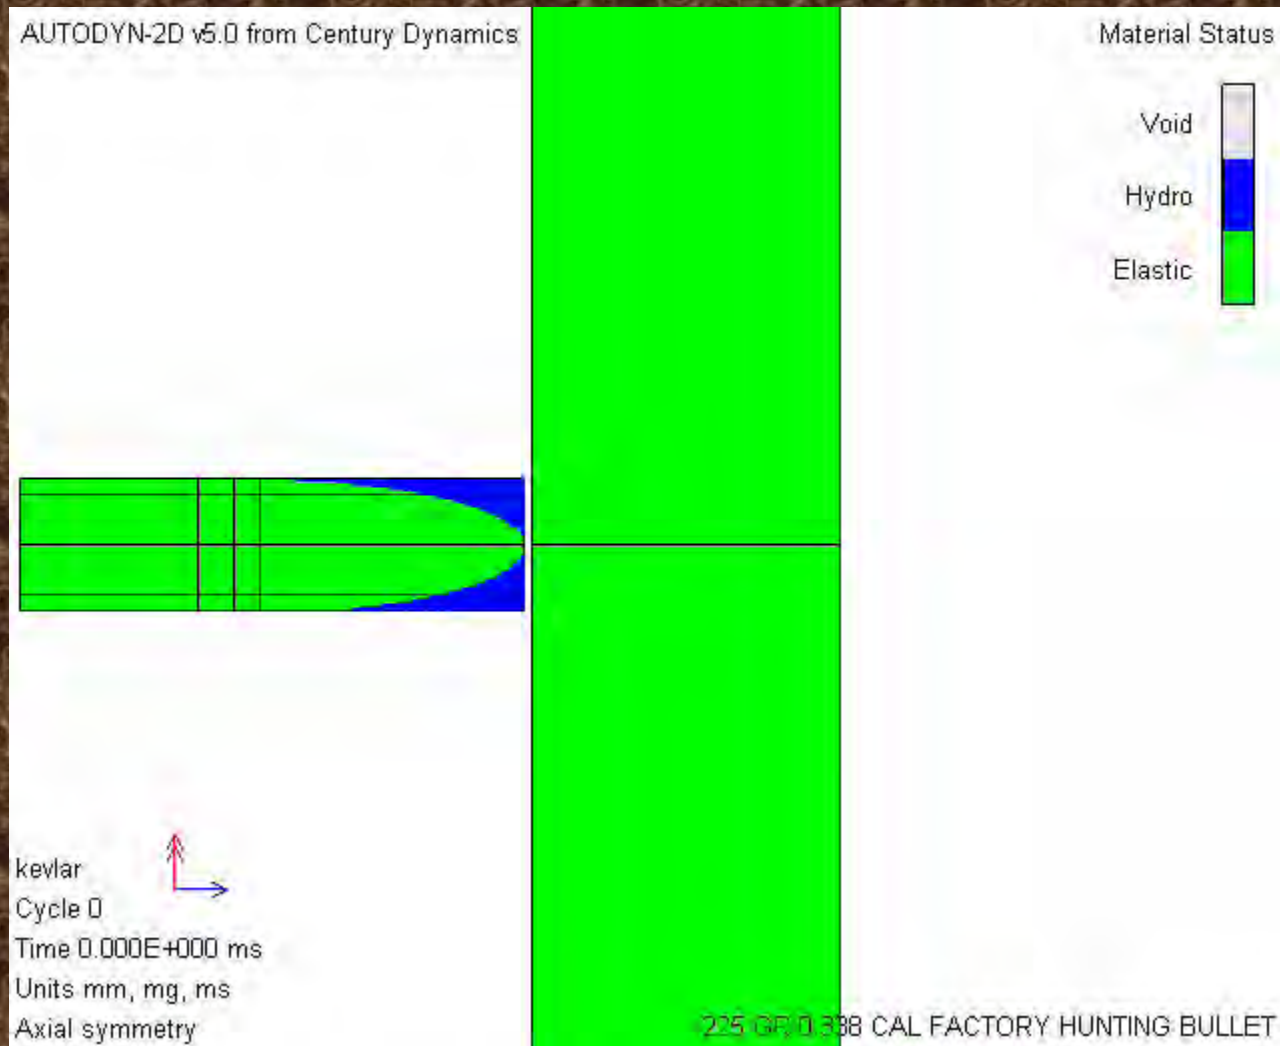 AUTODYN-2D v5.0 from Century Dynamics
Material Status
Void
Hydro
Elastic
kevlar
Cycle 0
Time 0.000E+000 ms
Units mm, mg, ms
Axial symmetry
225 GR 0.338 CAL FACTORY HUNTING BULLET